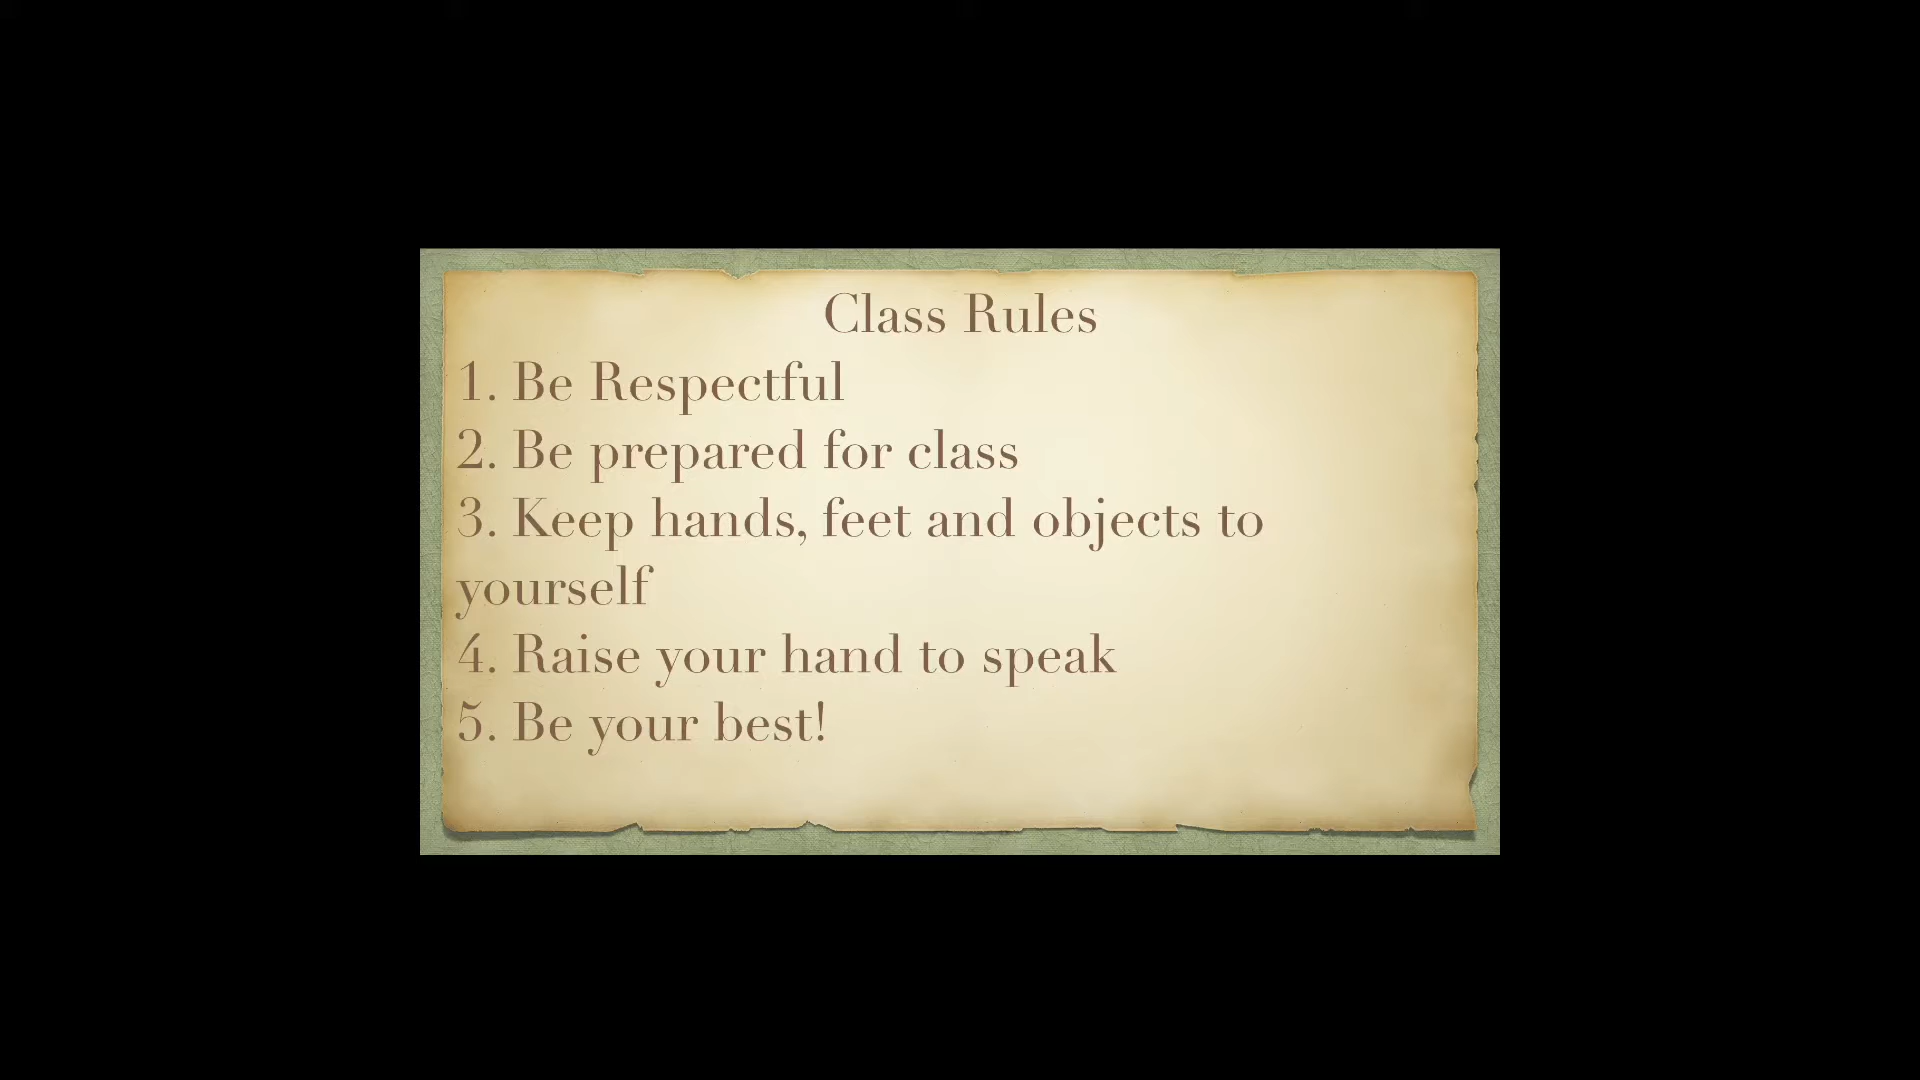 Class Rules
1. Be Respectful
2. Be prepared for class
3. Keep hands, feet and objects to
yourself
4. Raise your hand to speak
5. Be your best!